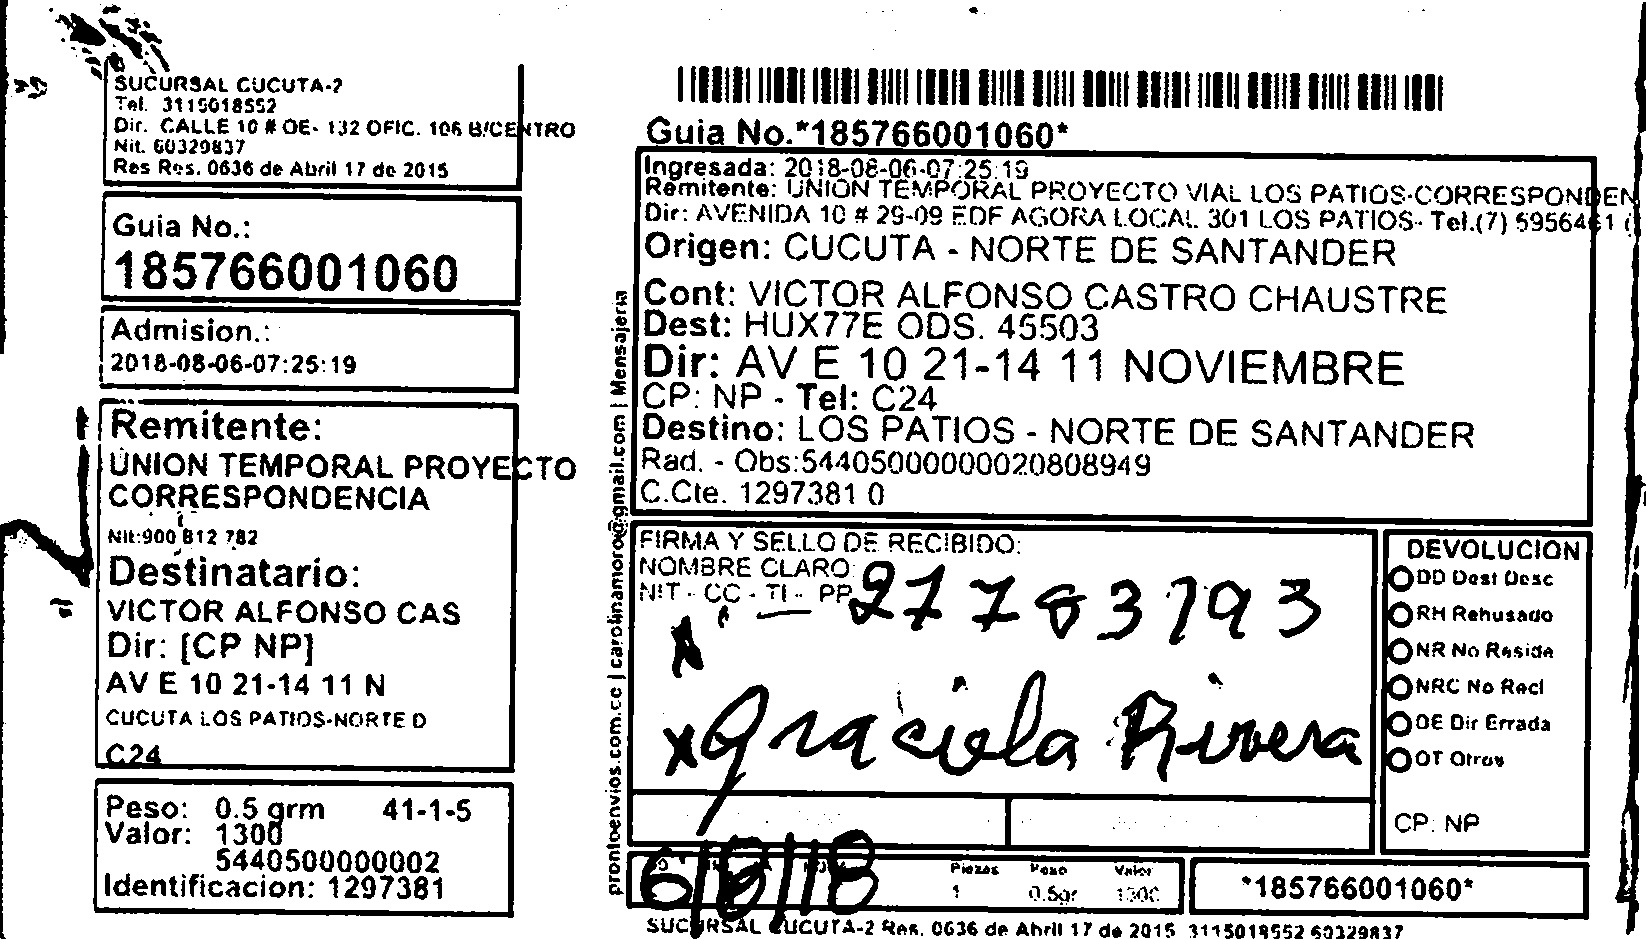 SUCURSAL CUCUTA-2
Tel. 3115018552
Dir. CALLE 10 # OE- 132 OFIC. 106 B/CENTRO
Nit. 60329837
Res Res. 0636 de Abril 17 de 2015
Guia No.:
185766001060
Admision.:
2018-08-06-07:25:19
Remitente:
UNION TEMPORAL PROYECTO
CORRESPONDENCIA
Nit:900 812 782
Destinatario:
VICTOR ALFONSO CAS
Dir: [CP NP]
AV E 10 21-14 11 N
CUCUTA LOS PATIOS-NORTE D
C24
Peso: 0.5 grm 41-1-5
Valor: 1300
5440500000002
Identificacion: 1297381
prontoenvios.com.co | carolinamoro@gmail.com | Mensajeria
Guia No.*185766001060*
Ingresada: 2018-08-06-07:25:19
Remitente: UNION TEMPORAL PROYECTO VIAL LOS PATIOS-CORRESPONDEN
Dir: AVENIDA 10 # 29-09 EDF AGORA LOCAL 301 LOS PATIOS- Tel.(7) 5956461 (
Origen: CUCUTA - NORTE DE SANTANDER
Cont: VICTOR ALFONSO CASTRO CHAUSTRE
Dest: HUX77E ODS. 45503
Dir: AV E 10 21-14 11 NOVIEMBRE
CP: NP - Tel: C24
Destino: LOS PATIOS - NORTE DE SANTANDER
Rad. - Obs:54405000000020808949
C.Cte. 1297381 0
FIRMA Y SELLO DE RECIBIDO:
NOMBRE CLARO
NIT - CC - TI - PP
27783793
x Graciela Rivera
DEVOLUCION
DD Dest Desc
RH Rehusado
NR No Reside
NRC No Recl
DE Dir Errada
OT Otros
CP: NP
6/8/18
Piezas Peso Valor
1 0.5gr 1300
*185766001060*
SUCURSAL CUCUTA-2 Res. 0636 de Abril 17 de 2015 3115018552 60329837